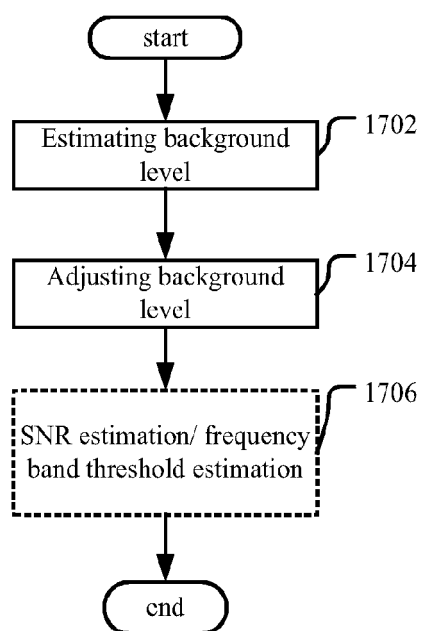 start
Estimating background
level
1702
Adjusting background
level
1704
SNR estimation/ frequency
band threshold estimation
1706
end